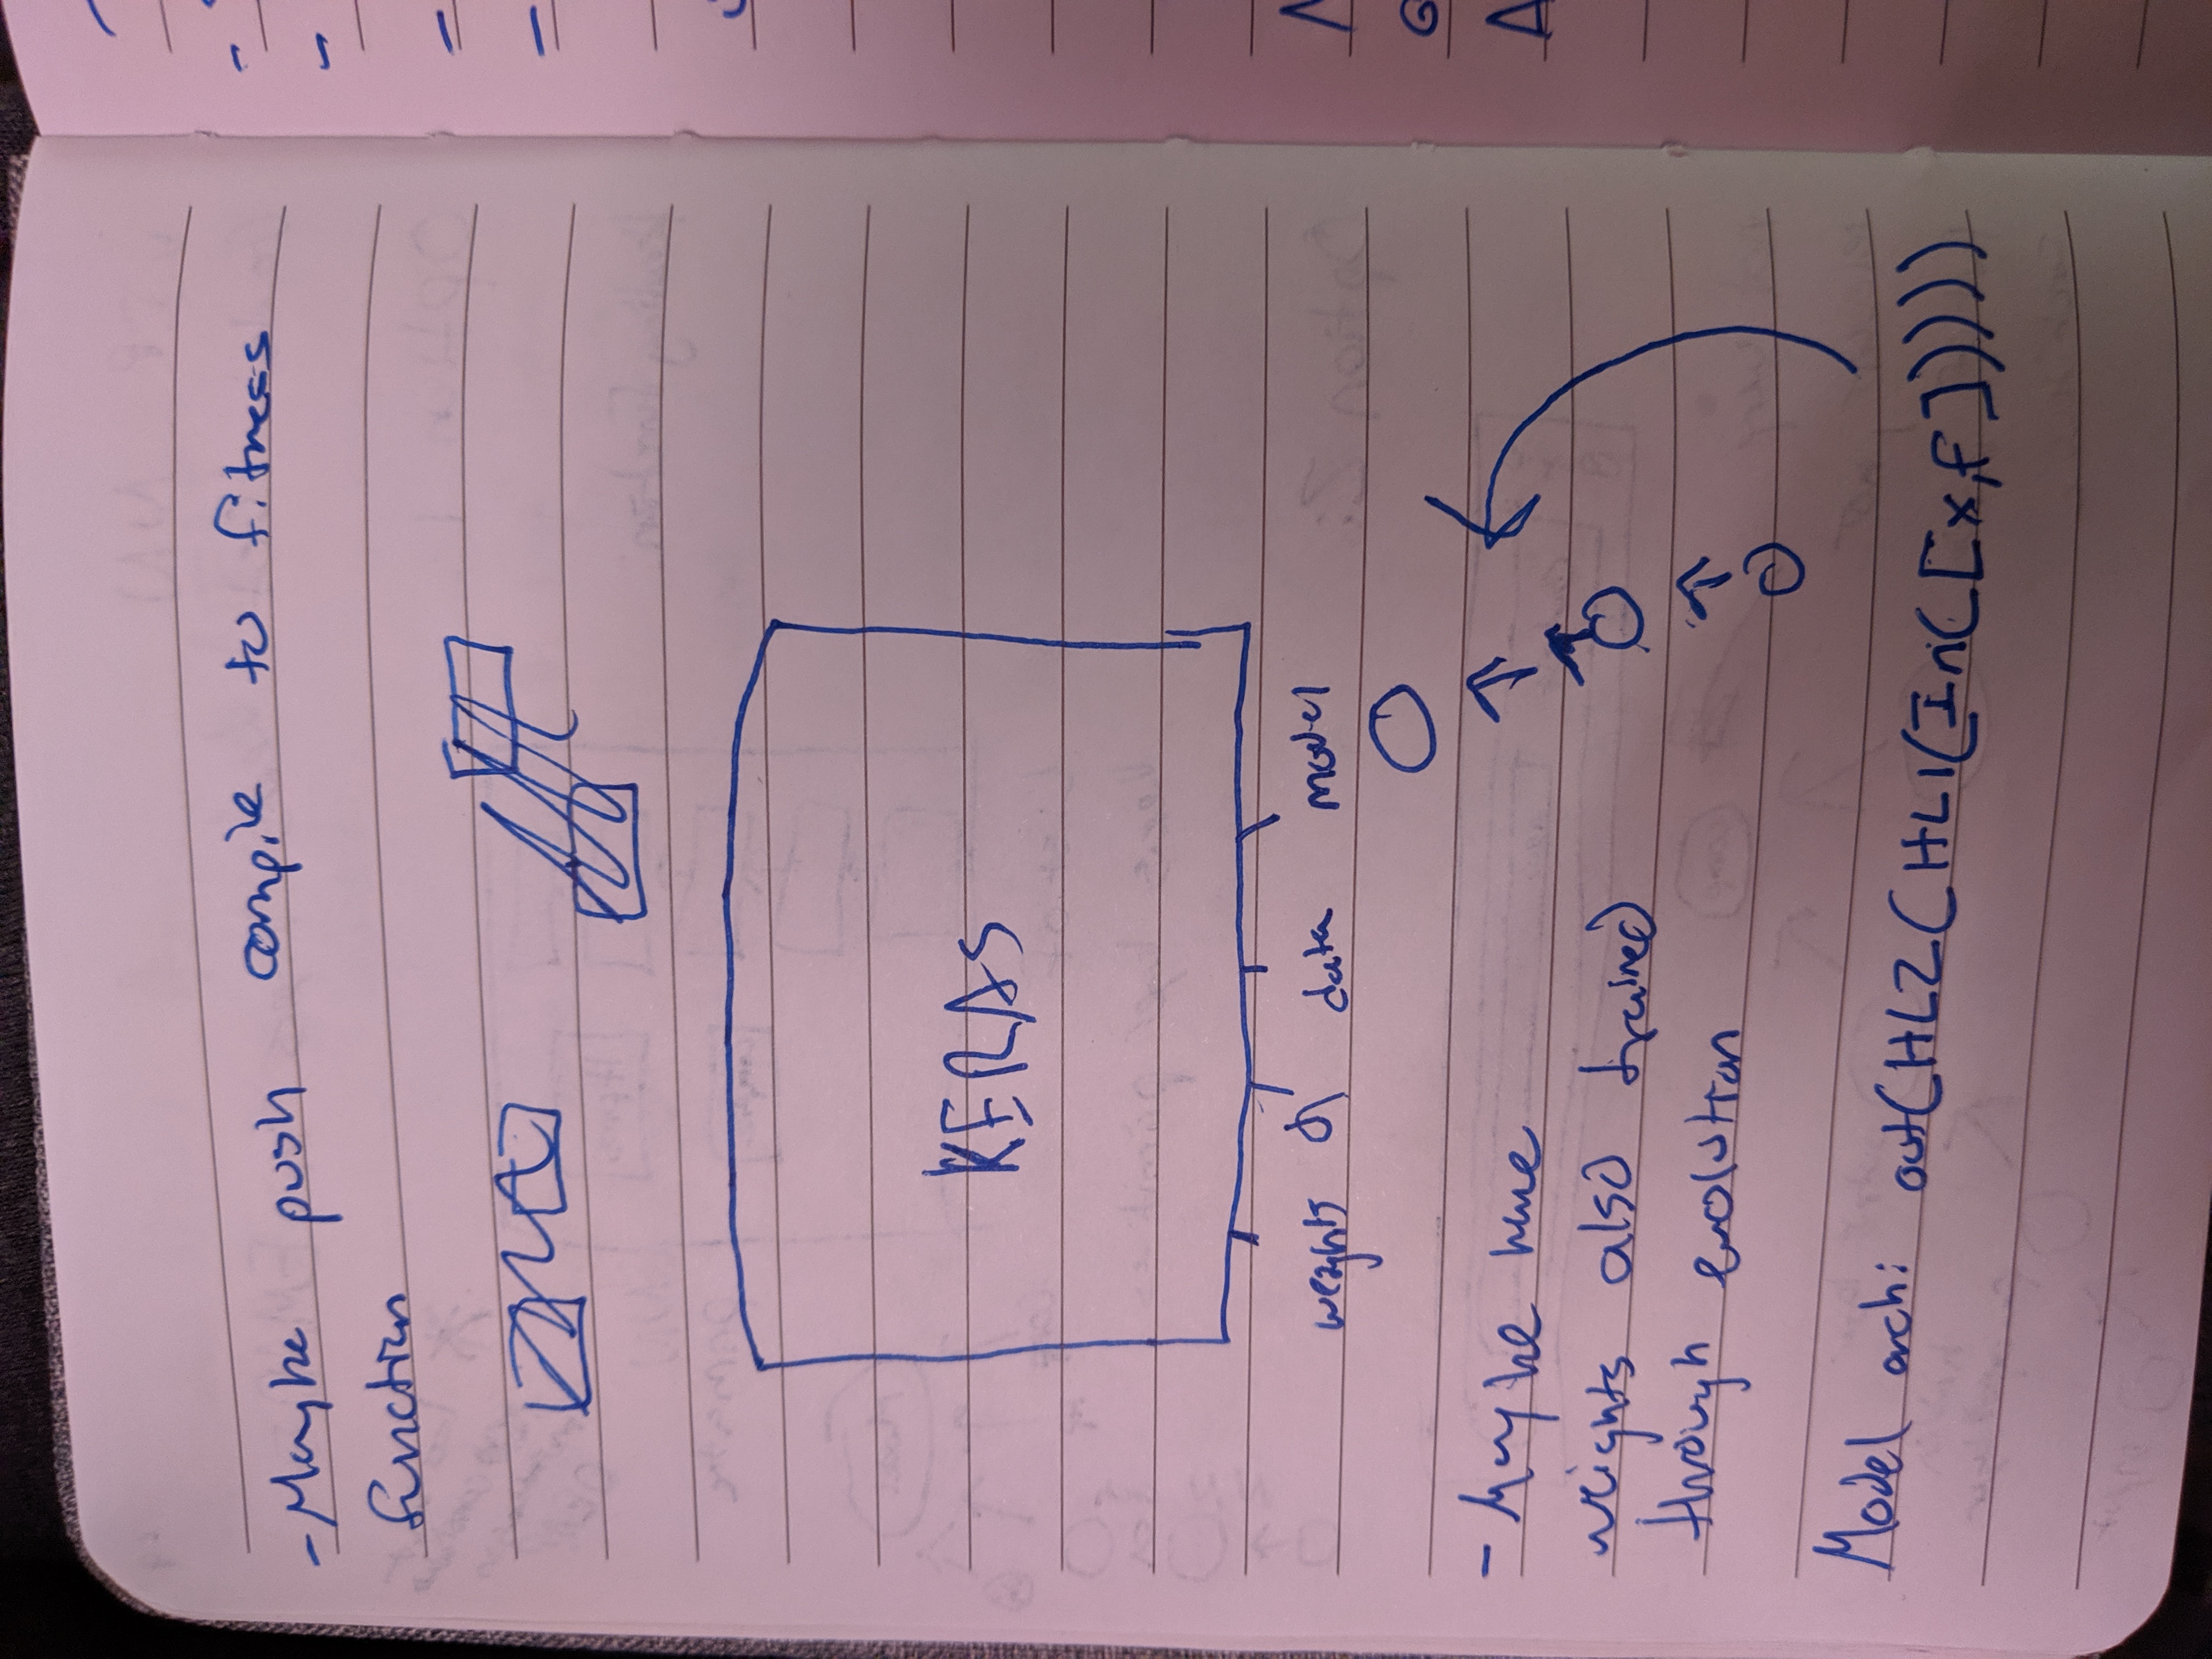 - Maybe push compile to fitness
function
KERAS
weights data model
- Maybe have
weights also trained
through evolution
Model arch: out(HL2(HL1(In([x,f]))))